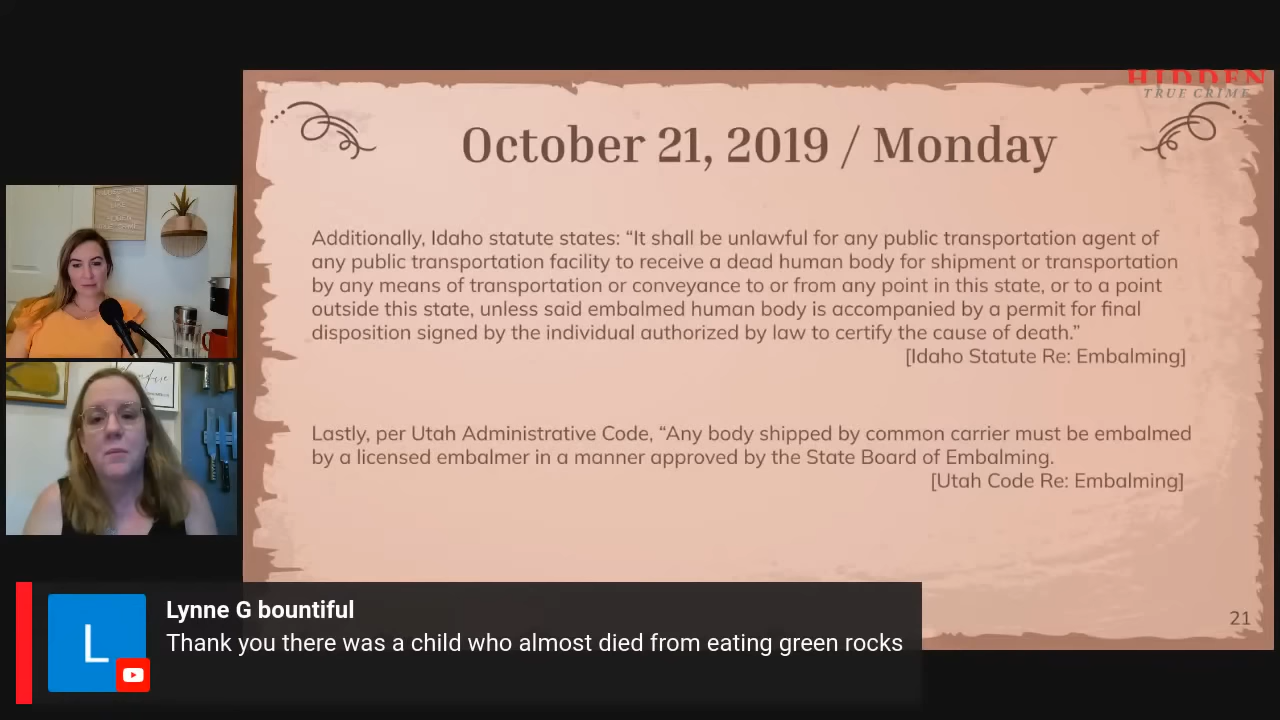 HIDDEN
TRUE CRIME
October 21, 2019 / Monday
Additionally, Idaho statute states: “It shall be unlawful for any public transportation agent of
any public transportation facility to receive a dead human body for shipment or transportation
by any means of transportation or conveyance to or from any point in this state, or to a point
outside this state, unless said embalmed human body is accompanied by a permit for final
disposition signed by the individual authorized by law to certify the cause of death.”
[Idaho Statute Re: Embalming]
Lastly, per Utah Administrative Code, “Any body shipped by common carrier must be embalmed
by a licensed embalmer in a manner approved by the State Board of Embalming.
[Utah Code Re: Embalming]
21
L
Lynne G bountiful
Thank you there was a child who almost died from eating green rocks